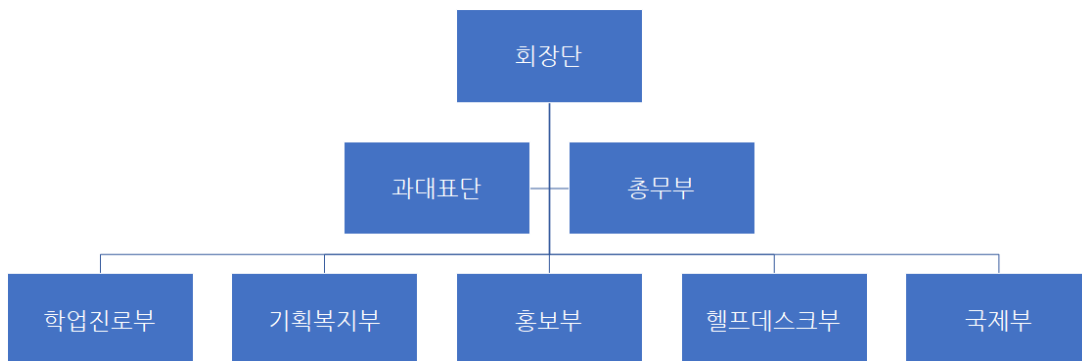 회장단
과대표단
총무부
학업진로부
기획복지부
홍보부
헬프데스크부
국제부